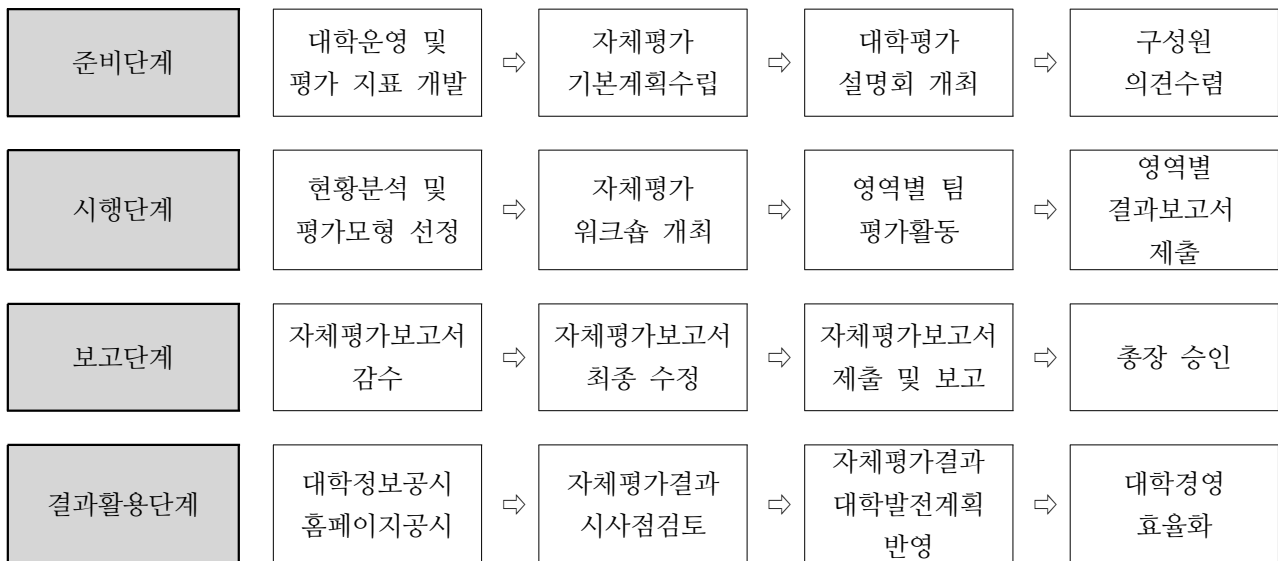 준비단계
대학운영 및
평가 지표 개발
⇨
자체평가
기본계획수립
⇨
대학평가
설명회 개최
⇨
구성원
의견수렴
시행단계
현황분석 및
평가모형 선정
⇨
자체평가
워크숍 개최
⇨
영역별 팀
평가활동
⇨
영역별
결과보고서
제출
보고단계
자체평가보고서
감수
⇨
자체평가보고서
최종 수정
⇨
자체평가보고서
제출 및 보고
⇨
총장 승인
결과활용단계
대학정보공시
홈페이지공시
⇨
자체평가결과
시사점검토
⇨
자체평가결과
대학발전계획
반영
⇨
대학경영
효율화